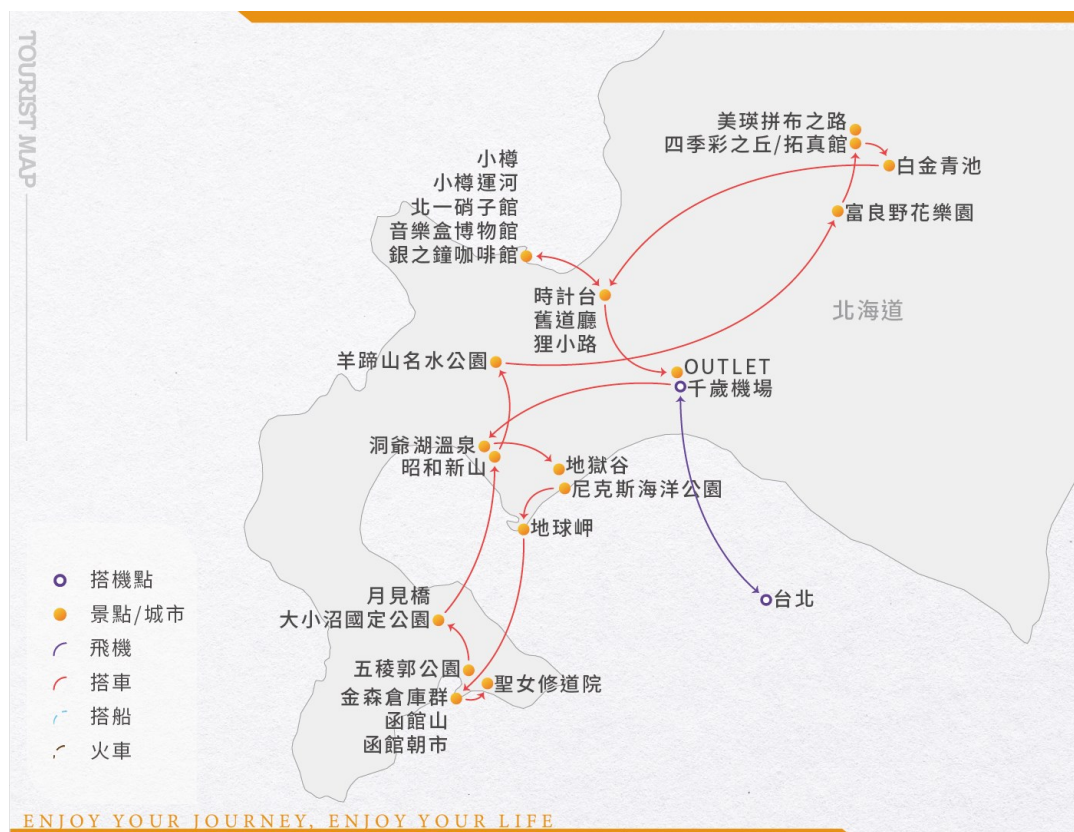 TOURIST MAP
美瑛拼布之路
四季彩之丘/拓真館
白金青池
富良野花樂園
小樽
小樽運河
北一硝子館
音樂盒博物館
銀之鐘咖啡館
時計台
舊道廳
狸小路
北海道
羊蹄山名水公園
OUTLET
千歲機場
洞爺湖溫泉
昭和新山
地獄谷
尼克斯海洋公園
地球岬
台北
月見橋
大小沼國定公園
五稜郭公園
聖女修道院
金森倉庫群
函館山
函館朝市
搭機點
景點/城市
飛機
搭車
搭船
火車
ENJOY YOUR JOURNEY, ENJOY YOUR LIFE